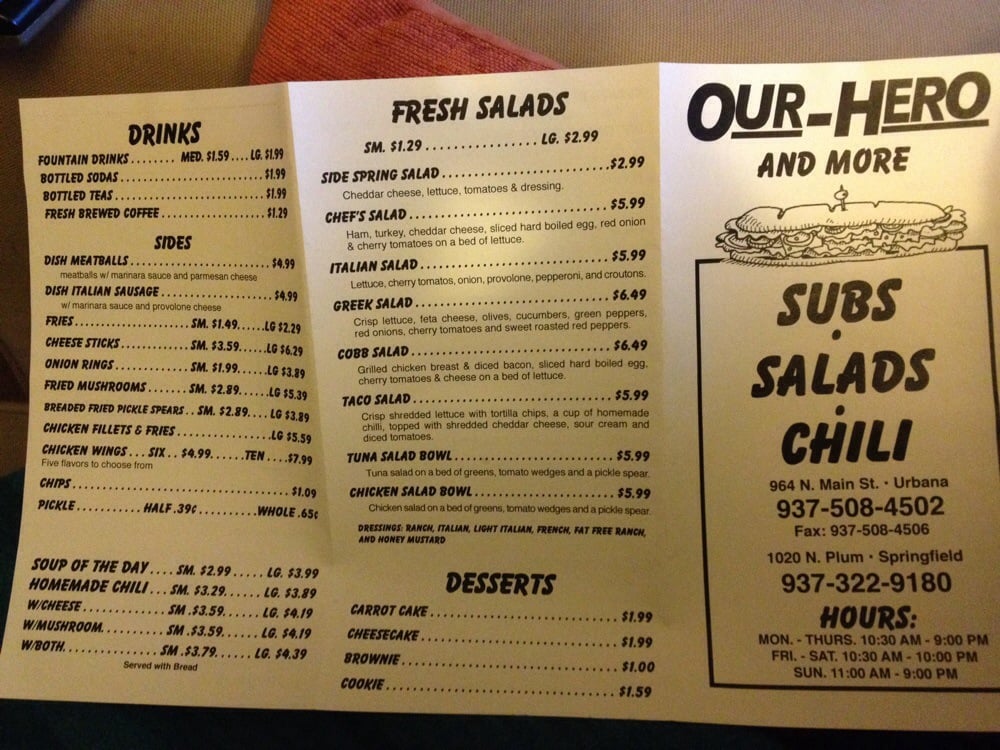 DRINKS
FOUNTAIN DRINKS........ MED. $1.59....LG. $1.99
BOTTLED SODAS..............................$1.99
BOTTLED TEAS...............................$1.99
FRESH BREWED COFFEE........................$1.29
SIDES
DISH MEATBALLS.............................$4.99
meatballs w/ marinara sauce and parmesan cheese
DISH ITALIAN SAUSAGE.......................$4.99
w/ marinara sauce and provolone cheese
FRIES.......................SM. $1.49.....LG $2.29
CHEESE STICKS...............SM. $3.59.....LG $6.29
ONION RINGS.................SM. $1.99.....LG $3.89
FRIED MUSHROOMS.......SM. $2.89.....LG $5.39
BREADED FRIED PICKLE SPEARS.. SM. $2.89.... LG $3.89
CHICKEN FILLETS & FRIES....................LG $5.59
CHICKEN WINGS... SIX.. $4.99......TEN....$7.99
Five flavors to choose from
CHIPS......................................$1.09
PICKLE..............HALF .39¢...........WHOLE .65¢
SOUP OF THE DAY.... SM. $2.99..... LG. $3.99
HOMEMADE CHILI... SM. $3.29...... LG. $3.89
W/CHEESE.............. SM .$3.59...... LG. $4.19
W/MUSHROOM........... SM .$3.59...... LG. $4.19
W/BOTH................ SM .$3.79...... LG. $4.39
Served with Bread
FRESH SALADS
SM. $1.29.................. LG. $2.99
SIDE SPRING SALAD..........................$2.99
Cheddar cheese, lettuce, tomatoes & dressing.
CHEF'S SALAD............................... $5.99
Ham, turkey, cheddar cheese, sliced hard boiled egg, red onion
& cherry tomatoes on a bed of lettuce.
ITALIAN SALAD.............................. $5.99
Lettuce, cherry tomatos, onion, provolone, pepperoni, and croutons.
GREEK SALAD................................ $6.49
Crisp lettuce, feta cheese, olives, cucumbers, green peppers,
red onions, cherry tomatoes and sweet roasted red peppers.
COBB SALAD................................. $6.49
Grilled chicken breast & diced bacon, sliced hard boiled egg,
cherry tomatoes & cheese on a bed of lettuce.
TACO SALAD................................. $5.99
Crisp shredded lettuce with tortilla chips, a cup of homemade
chili, topped with shredded cheddar cheese, sour cream and
diced tomatoes.
TUNA SALAD BOWL............................ $5.99
Tuna salad on a bed of greens, tomato wedges and a pickle spear.
CHICKEN SALAD BOWL......................... $5.99
Chicken salad on a bed of greens, tomato wedges and a pickle spear.
DRESSINGS: RANCH, ITALIAN, LIGHT ITALIAN, FRENCH, FAT FREE RANCH,
AND HONEY MUSTARD
DESSERTS
CARROT CAKE................................ $1.99
CHEESECAKE................................. $1.99
BROWNIE.................................... $1.00
COOKIE..................................... $1.59
OUR-HERO
AND MORE
SUBS
•
SALADS
•
CHILI
964 N. Main St. • Urbana
937-508-4502
Fax: 937-508-4506
1020 N. Plum • Springfield
937-322-9180
HOURS:
MON. - THURS. 10:30 AM - 9:00 PM
FRI. - SAT. 10:30 AM - 10:00 PM
SUN. 11:00 AM - 9:00 PM